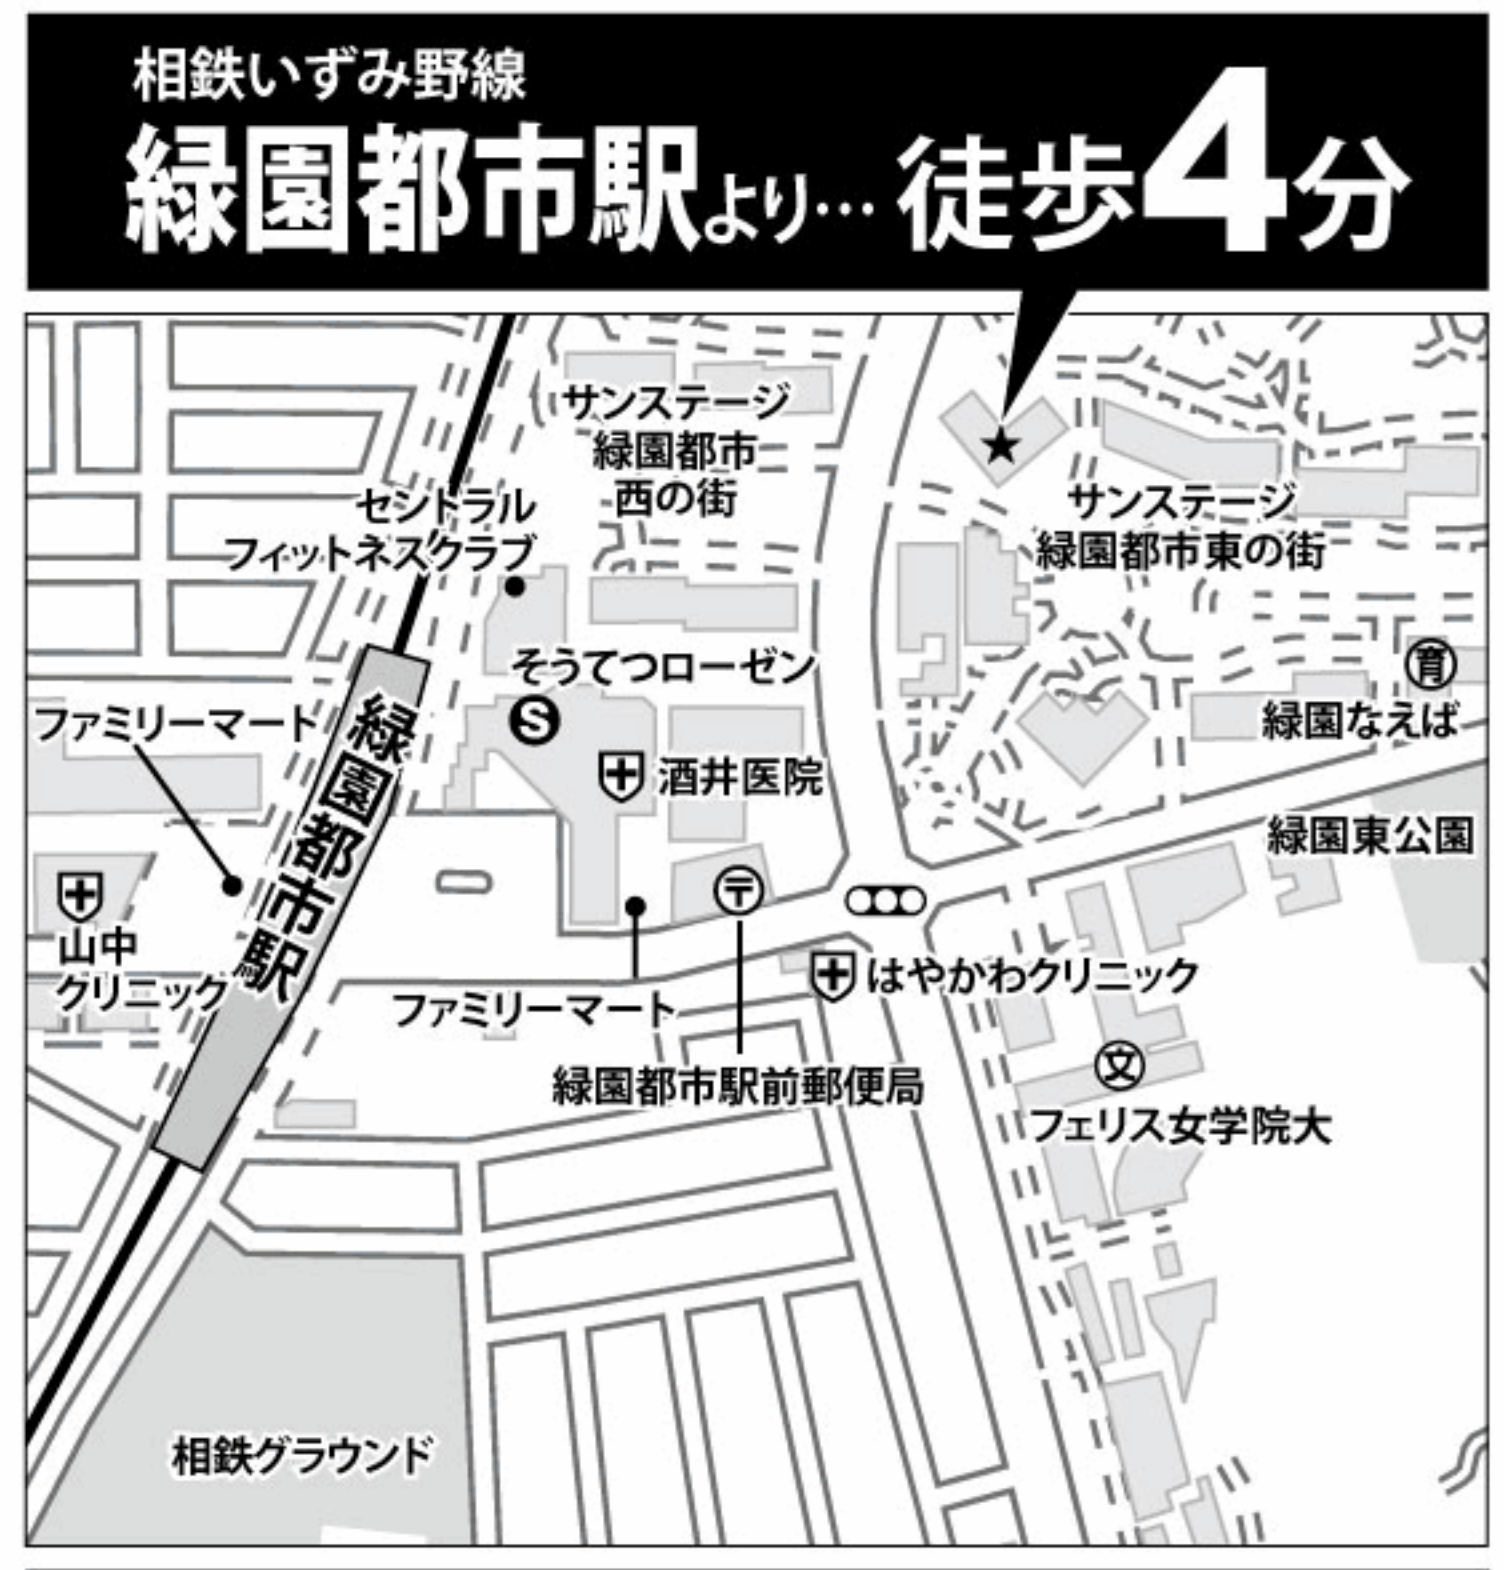 相鉄いずみ野線
緑園都市駅より…徒歩4分
サンステージ
緑園都市
西の街
セントラル
フィットネスクラブ
サンステージ
緑園都市東の街
そうてつローゼン
S
ファミリーマート
緑園都市駅
酒井医院
育
緑園なえば
緑園東公園
山中
クリニック
〒
はやかわクリニック
ファミリーマート
緑園都市駅前郵便局
文
フェリス女学院大
相鉄グラウンド